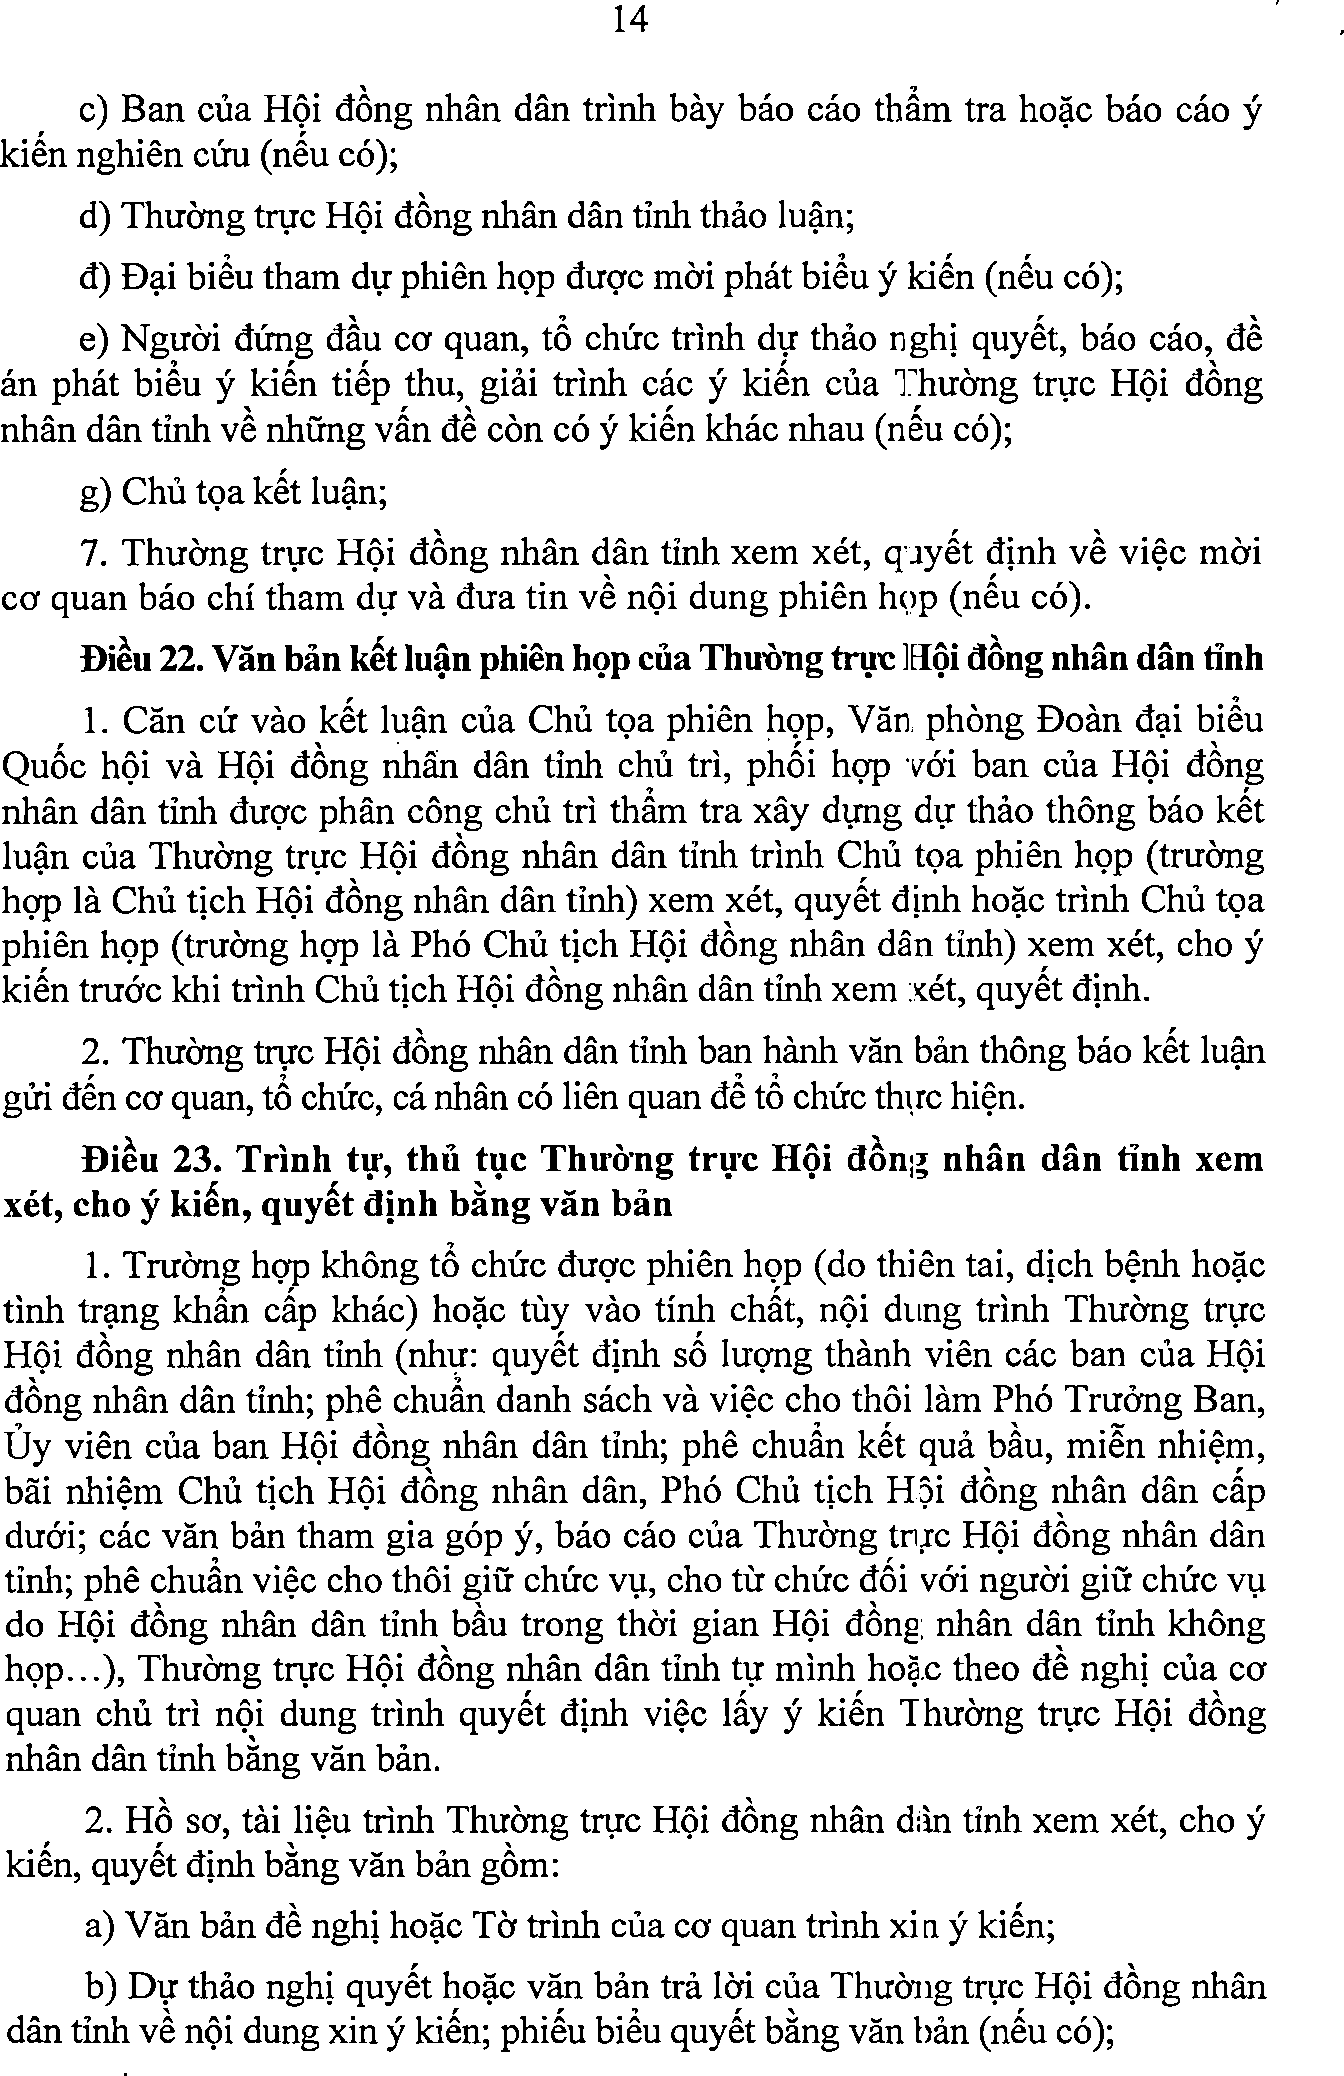 14
c) Ban của Hội đồng nhân dân trình bày báo cáo thẩm tra hoặc báo cáo ý
kiến nghiên cứu (nếu có);
d) Thường trực Hội đồng nhân dân tỉnh thảo luận;
đ) Đại biểu tham dự phiên họp được mời phát biểu ý kiến (nếu có);
e) Người đứng đầu cơ quan, tổ chức trình dự thảo nghị quyết, báo cáo, đề
án phát biểu ý kiến tiếp thu, giải trình các ý kiến của Thường trực Hội đồng
nhân dân tỉnh về những vấn đề còn có ý kiến khác nhau (nếu có);
g) Chủ tọa kết luận;
7. Thường trực Hội đồng nhân dân tỉnh xem xét, quyết định về việc mời
cơ quan báo chí tham dự và đưa tin về nội dung phiên họp (nếu có).
Điều 22. Văn bản kết luận phiên họp của Thường trực Hội đồng nhân dân tỉnh
1. Căn cứ vào kết luận của Chủ tọa phiên họp, Văn phòng Đoàn đại biểu
Quốc hội và Hội đồng nhân dân tỉnh chủ trì, phối hợp với ban của Hội đồng
nhân dân tỉnh được phân công chủ trì thẩm tra xây dựng dự thảo thông báo kết
luận của Thường trực Hội đồng nhân dân tỉnh trình Chủ tọa phiên họp (trường
hợp là Chủ tịch Hội đồng nhân dân tỉnh) xem xét, quyết định hoặc trình Chủ tọa
phiên họp (trường hợp là Phó Chủ tịch Hội đồng nhân dân tỉnh) xem xét, cho ý
kiến trước khi trình Chủ tịch Hội đồng nhân dân tỉnh xem xét, quyết định.
2. Thường trực Hội đồng nhân dân tỉnh ban hành văn bản thông báo kết luận
gửi đến cơ quan, tổ chức, cá nhân có liên quan để tổ chức thực hiện.
Điều 23. Trình tự, thủ tục Thường trực Hội đồng nhân dân tỉnh xem
xét, cho ý kiến, quyết định bằng văn bản
1. Trường hợp không tổ chức được phiên họp (do thiên tai, dịch bệnh hoặc
tình trạng khẩn cấp khác) hoặc tùy vào tính chất, nội dung trình Thường trực
Hội đồng nhân dân tỉnh (như: quyết định số lượng thành viên các ban của Hội
đồng nhân dân tỉnh; phê chuẩn danh sách và việc cho thôi làm Phó Trưởng Ban,
Ủy viên của ban Hội đồng nhân dân tỉnh; phê chuẩn kết quả bầu, miễn nhiệm,
bãi nhiệm Chủ tịch Hội đồng nhân dân, Phó Chủ tịch Hội đồng nhân dân cấp
dưới; các văn bản tham gia góp ý, báo cáo của Thường trực Hội đồng nhân dân
tỉnh; phê chuẩn việc cho thôi giữ chức vụ, cho từ chức đối với người giữ chức vụ
do Hội đồng nhân dân tỉnh bầu trong thời gian Hội đồng nhân dân tỉnh không
họp...), Thường trực Hội đồng nhân dân tỉnh tự mình hoặc theo đề nghị của cơ
quan chủ trì nội dung trình quyết định việc lấy ý kiến Thường trực Hội đồng
nhân dân tỉnh bằng văn bản.
2. Hồ sơ, tài liệu trình Thường trực Hội đồng nhân dân tỉnh xem xét, cho ý
kiến, quyết định bằng văn bản gồm:
a) Văn bản đề nghị hoặc Tờ trình của cơ quan trình xin ý kiến;
b) Dự thảo nghị quyết hoặc văn bản trả lời của Thường trực Hội đồng nhân
dân tỉnh về nội dung xin ý kiến; phiếu biểu quyết bằng văn bản (nếu có);